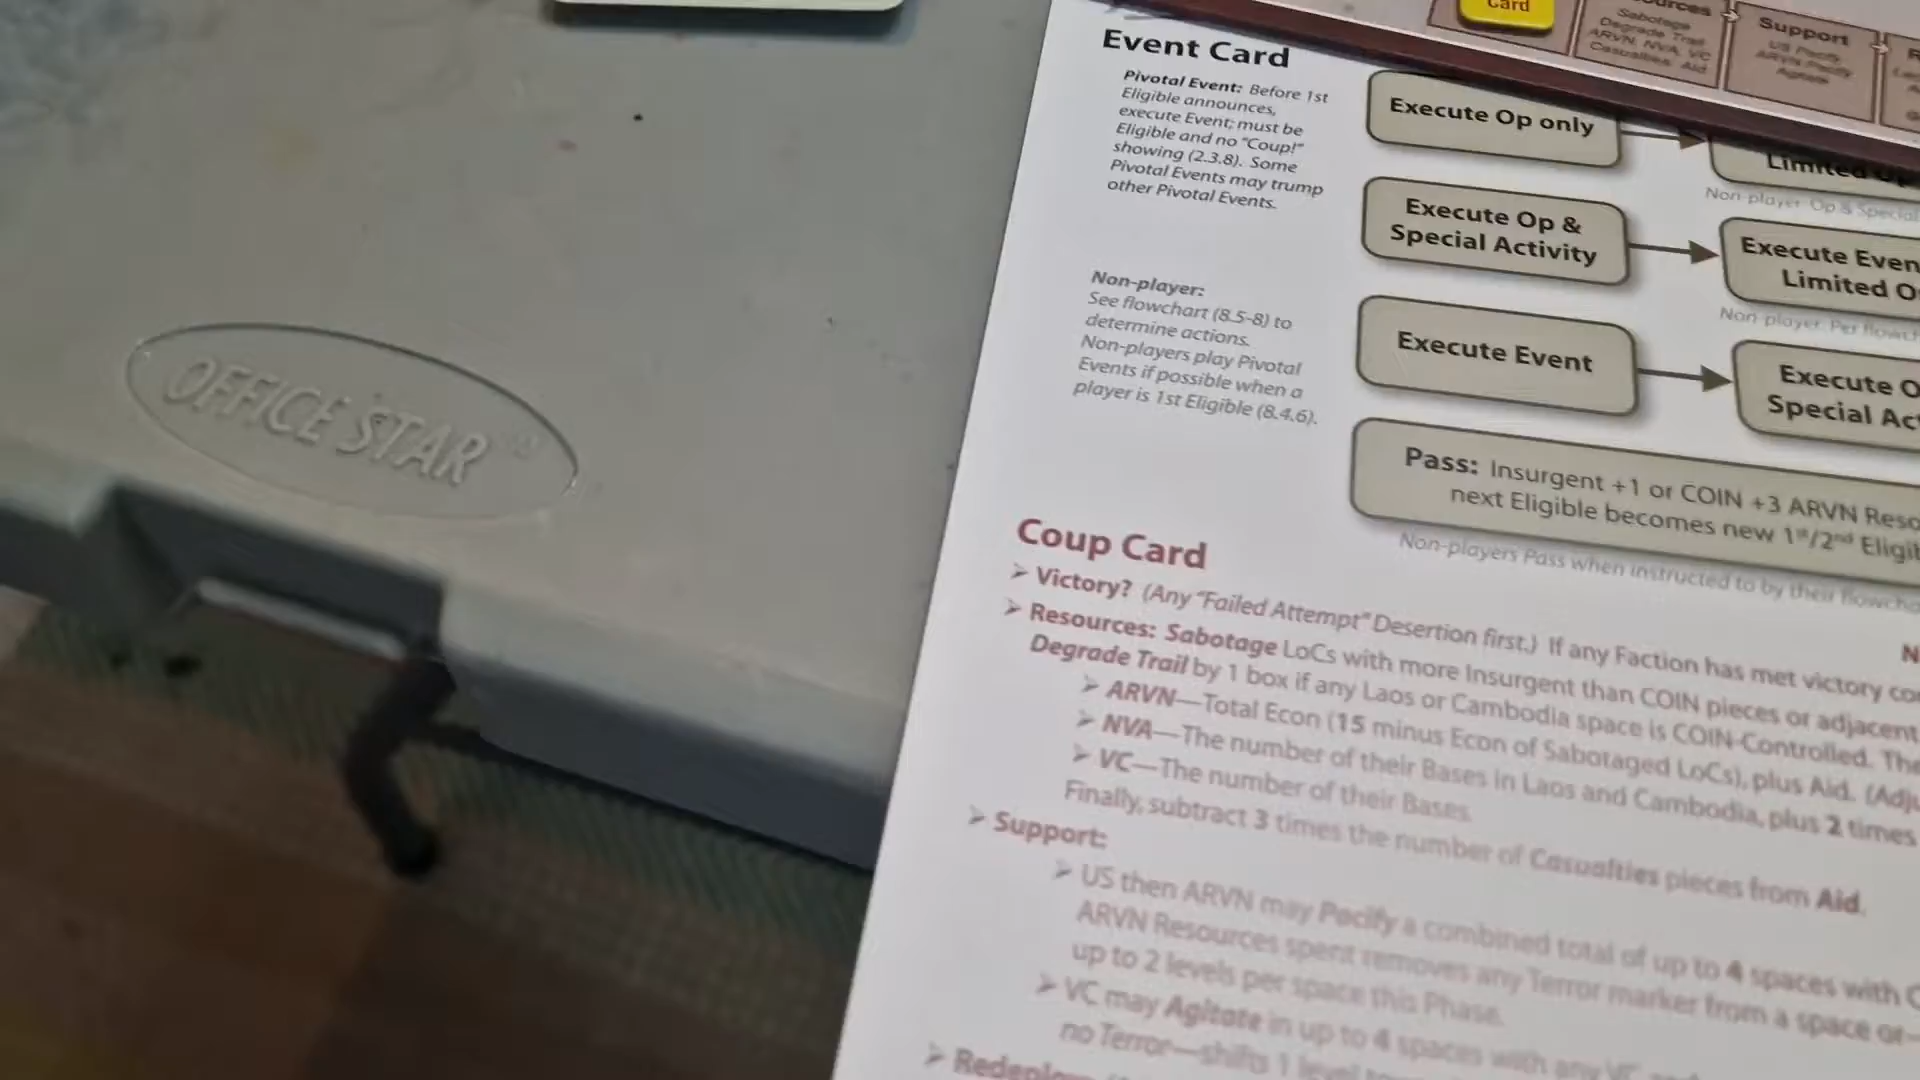 Card
Sabotage
Degrade Trail
ARVN, NVA, VC
Casualties Aid
Support
US Pacify
ARVN Pacify
Agitate
Event Card
Pivotal Event: Before 1st
Eligible announces,
execute Event; must be
Eligible and no "Coup!"
showing (2.3.8). Some
Pivotal Events may trump
other Pivotal Events.
Execute Op only
Limited
Non-player: Op & Special
Execute Op &
Special Activity
Execute Even
Limited O
Non-player: Per flowch
Non-player:
See flowchart (8.5-8) to
determine actions.
Non-players play Pivotal
Events if possible when a
player is 1st Eligible (8.4.6).
Execute Event
Execute O
Special Act
Pass: Insurgent +1 or COIN +3 ARVN Reso
next Eligible becomes new 1st/2nd Eligib
Non-players Pass when instructed to by their flowcha
OFFICE STAR ®
Coup Card
➢ Victory? (Any "Failed Attempt" Desertion first.) If any Faction has met victory co
➢ Resources: Sabotage LoCs with more Insurgent than COIN pieces or adjacent
Degrade Trail by 1 box if any Laos or Cambodia space is COIN-Controlled. The
➢ ARVN—Total Econ (15 minus Econ of Sabotaged LoCs), plus Aid. (Adju
➢ NVA—The number of their Bases in Laos and Cambodia, plus 2 times
➢ VC—The number of their Bases.
Finally, subtract 3 times the number of Casualties pieces from Aid.
➢ Support:
➢ US then ARVN may Pacify a combined total of up to 4 spaces with C
ARVN Resources spent removes any Terror marker from a space or
up to 2 levels per space this Phase.
➢ VC may Agitate in up to 4 spaces with any VC
no Terror—shifts 1 level
➢ Redeploy